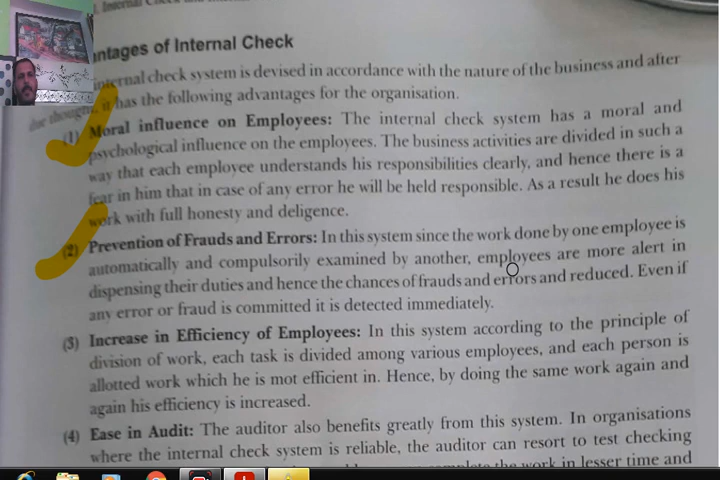 Advantages of Internal Check
internal check system is devised in accordance with the nature of the business and after
due thought, it has the following advantages for the organisation.
(1) Moral influence on Employees: The internal check system has a moral and
psychological influence on the employees. The business activities are divided in such a
way that each employee understands his responsibilities clearly, and hence there is a
fear in him that in case of any error he will be held responsible. As a result he does his
work with full honesty and deligence.
(2) Prevention of Frauds and Errors: In this system since the work done by one employee is
automatically and compulsorily examined by another, employees are more alert in
dispensing their duties and hence the chances of frauds and errors and reduced. Even if
any error or fraud is committed it is detected immediately.
(3) Increase in Efficiency of Employees: In this system according to the principle of
division of work, each task is divided among various employees, and each person is
allotted work which he is mot efficient in. Hence, by doing the same work again and
again his efficiency is increased.
(4) Ease in Audit: The auditor also benefits greatly from this system. In organisations
where the internal check system is reliable, the auditor can resort to test checking
the work in lesser time and